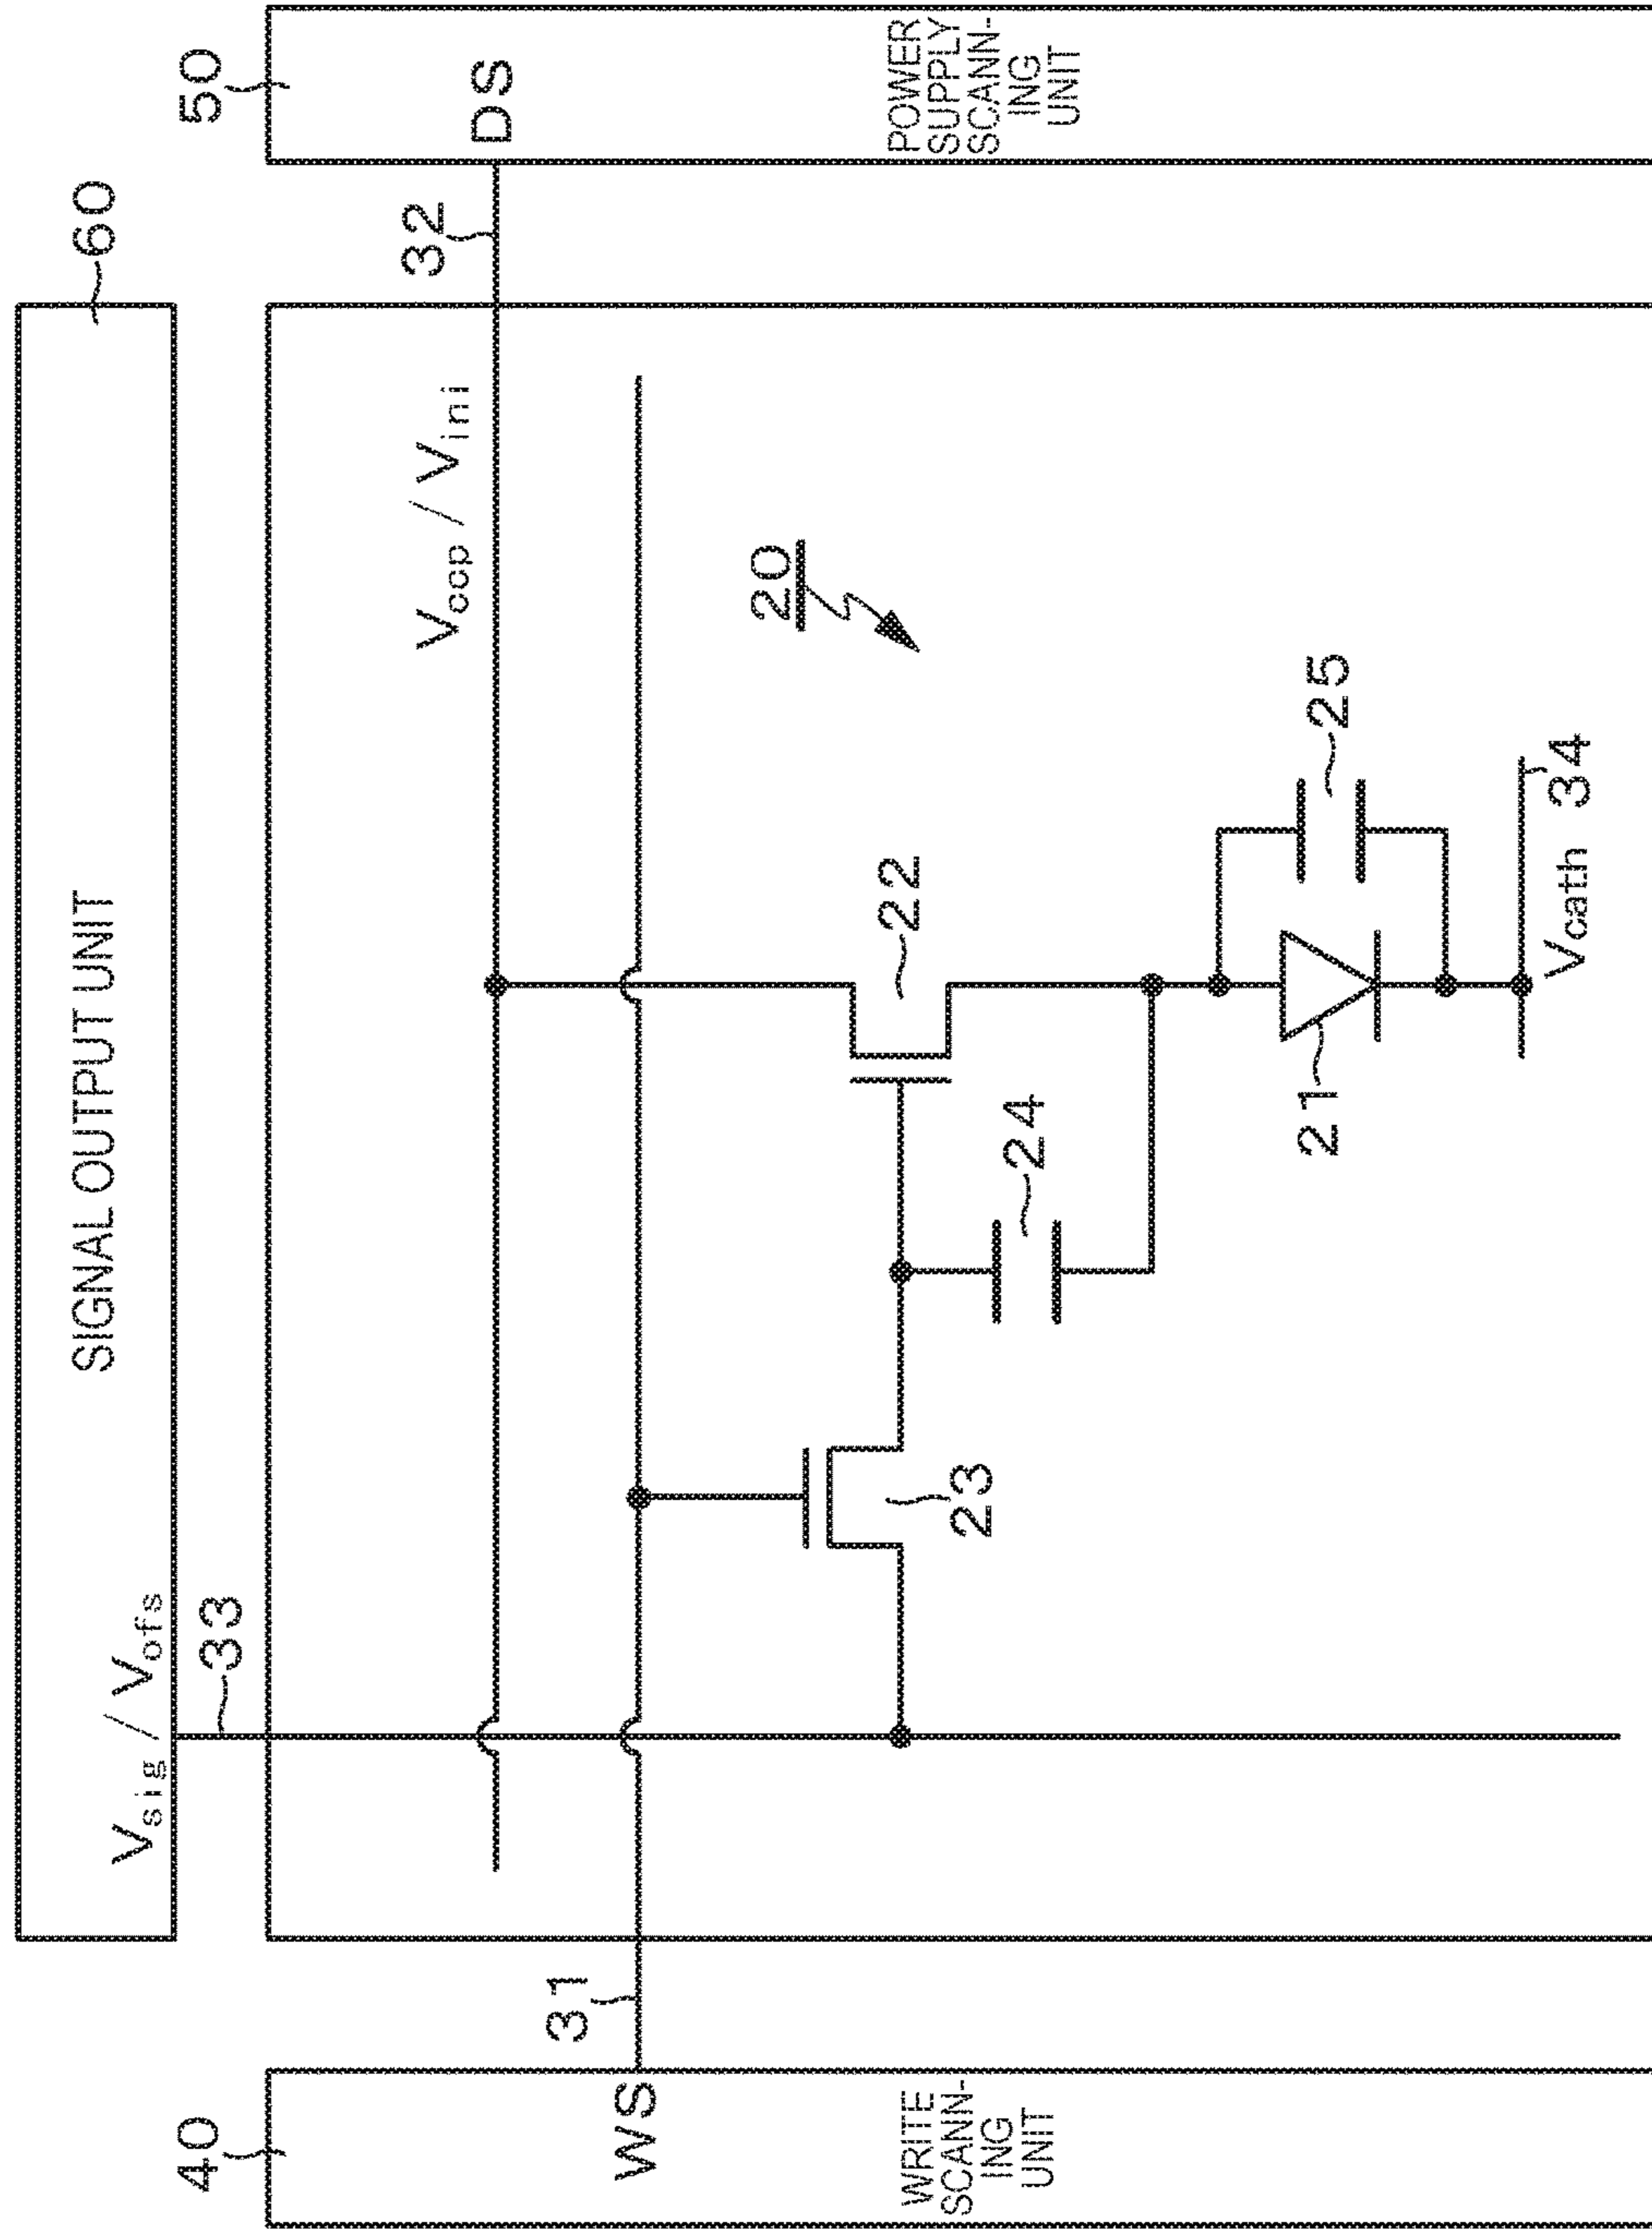 60
SIGNAL OUTPUT UNIT
Vsig / Vofs
40
33
50
32
DS
Vccp / Vini
31
WS
20
WRITE
SCANN-
ING
UNIT
23
22
POWER
SUPPLY
SCANN-
ING
UNIT
24
21
25
Vcath 34